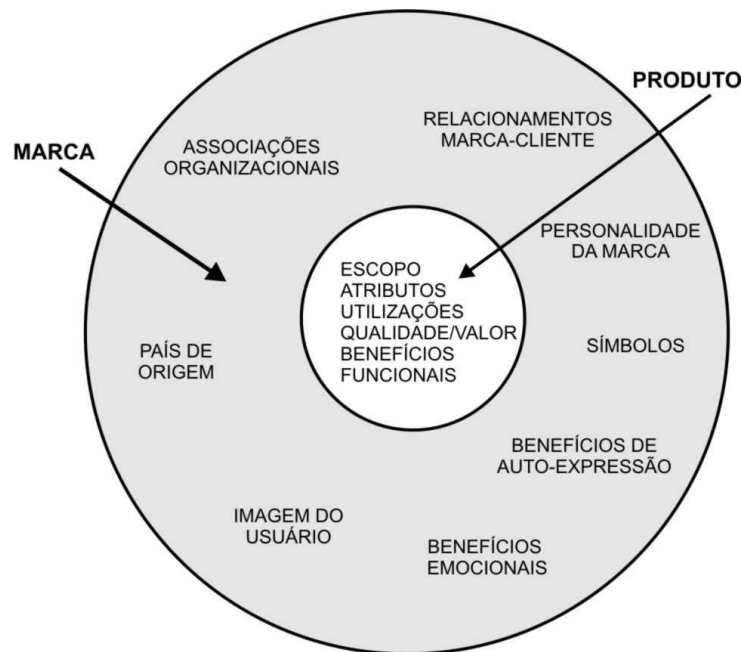 PRODUTO
RELACIONAMENTOS
MARCA-CLIENTE
ASSOCIAÇÕES
ORGANIZACIONAIS
MARCA
PERSONALIDADE
DA MARCA
ESCOPO
ATRIBUTOS
UTILIZAÇÕES
QUALIDADE/VALOR
BENEFÍCIOS
FUNCIONAIS
PAÍS DE
ORIGEM
SÍMBOLOS
BENEFÍCIOS DE
AUTO-EXPRESSÃO
IMAGEM DO
USUÁRIO
BENEFÍCIOS
EMOCIONAIS